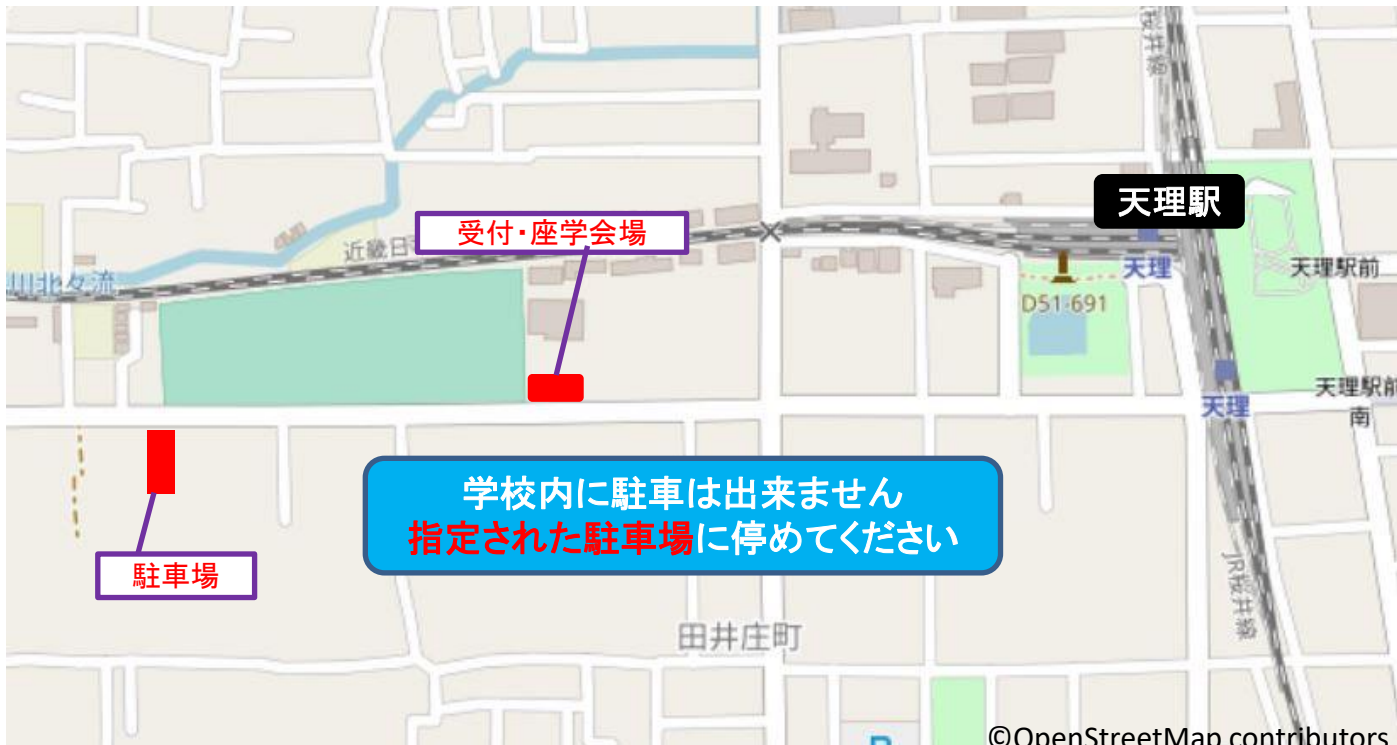 桜井線
天理駅
受付・座学会場
近畿日
川北々流
天理
天理駅前
D51-691
天理駅前
南
天理
学校内に駐車は出来ません
指定された駐車場に停めてください
駐車場
JR桜井線
田井庄町
P
©OpenStreetMap contributors